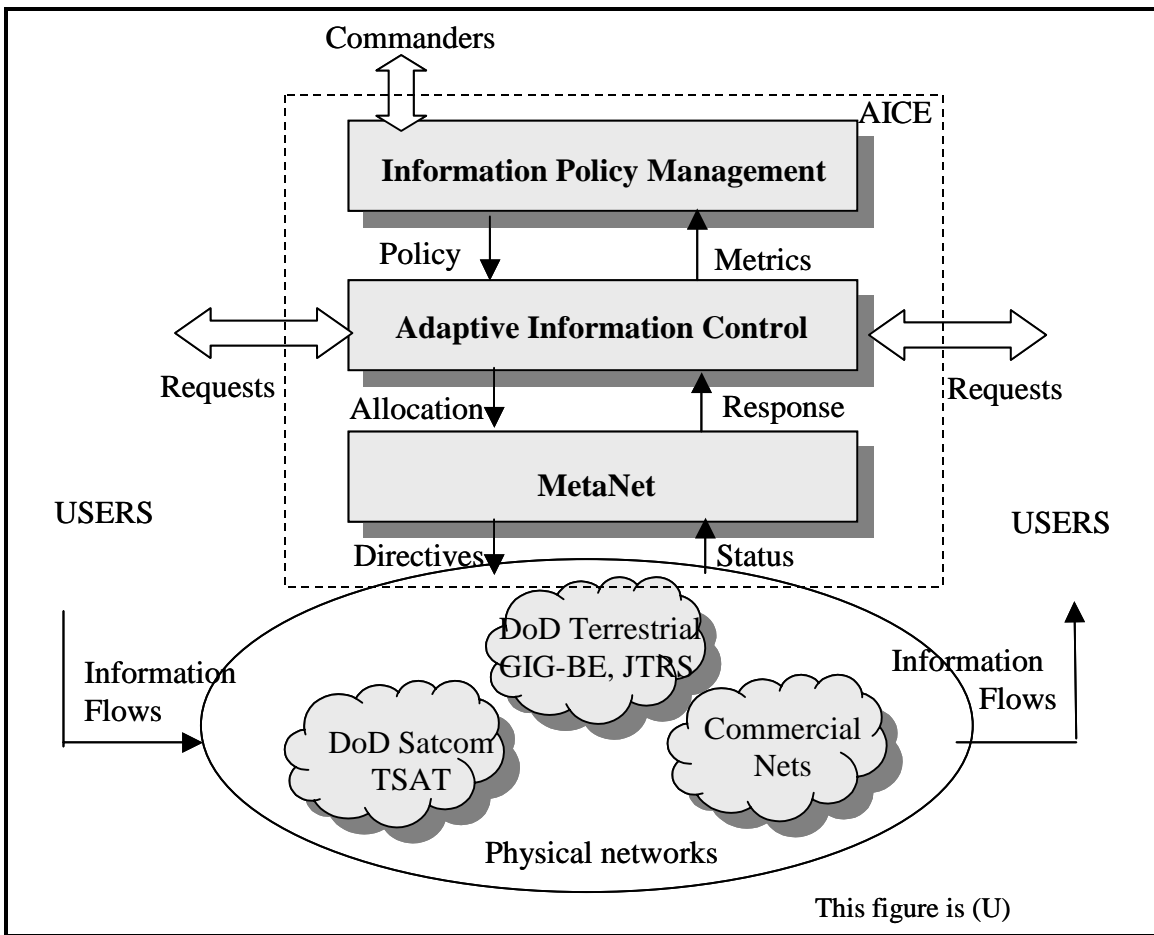 Commanders
AICE
Information Policy Management
Policy
Metrics
Adaptive Information Control
Requests
Requests
Allocation
Response
MetaNet
USERS
USERS
Directives
Status
DoD Terrestrial
GIG-BE, JTRS
Information
Flows
Information
Flows
DoD Satcom
TSAT
Commercial
Nets
Physical networks
This figure is (U)